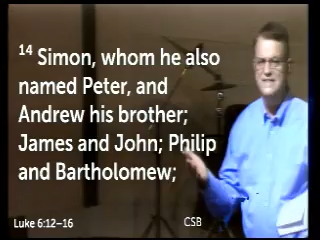 14 Simon, whom he also
named Peter, and
Andrew his brother;
James and John; Philip
and Bartholomew;
Luke 6:12–16
CSB